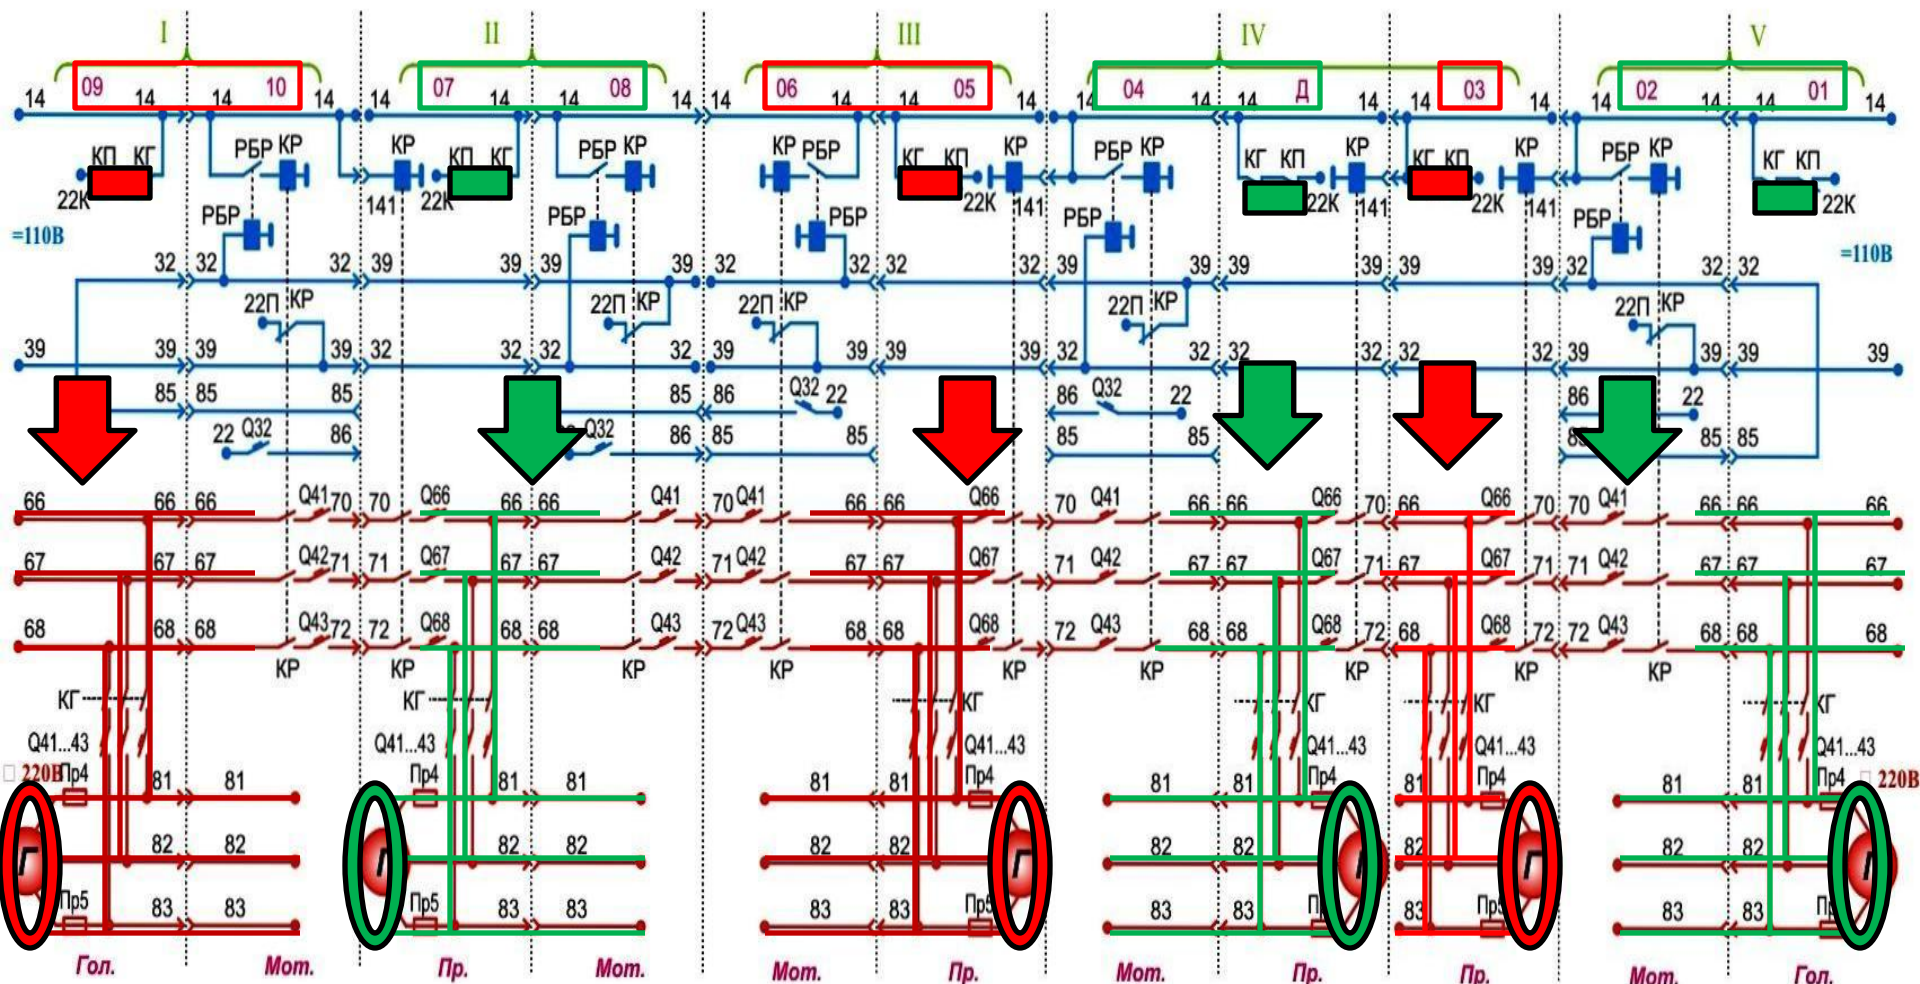 I II III IV V
09 10 07 08 06 05 04 Д 03 02 01
14 14 14 14 14 14 14 14 14 14 14 14 14 14 14 14 14 14 14 14 14 14
КП КГ РБР КР КР КП КГ РБР КР КР РБР КГ КП КР РБР КР КГ КП КР КГ КП КР РБР КР КГ КП
22К 141 22К 22К 141 22К 141 22К 141 22К
РБР РБР РБР РБР РБР
=110В =110В
32 32 32 39 39 39 39 32 32 32 32 39 39 39 39 39 39 32 32 32
22П КР 22П КР 22П КР 22П КР 22П КР
39 39 39 39 32 32 32 32 39 39 39 39 32 32 32 32 32 39 39 39 39
85 85 85 86 Q32 22 86 Q32 22 86 22
22 Q32 86 Q32 86 85 85 85 85 85 85
66 66 66 Q41 70 70 Q66 66 66 Q41 70 Q41 66 66 Q66 70 Q41 66 66 Q66 70 66 Q66 70 70 Q41 66 66 66
67 67 67 Q42 71 71 Q67 67 67 Q42 71 Q42 67 67 Q67 71 Q42 67 67 Q67 71 67 Q67 71 71 Q42 67 67 67
68 68 68 Q43 72 72 Q68 68 68 Q43 72 Q43 68 68 Q68 72 Q43 68 68 Q68 72 68 Q68 72 72 Q43 68 68 68
КР КР КР КР КР КР КР КР КР
КГ КГ КГ КГ КГ КГ
Q41...43 Q41...43 Q41...43 Q41...43 Q41...43
220В Пр4 81 81 Пр4 81 81 81 81 Пр4 81 81 Пр4 81 Пр4 81 81 Пр4 220В
Г 82 82 Г 82 82 82 82 Г 82 82 Г 82 Г 82 82 Г
Пр5 83 83 Пр5 83 83 83 83 Пр5 83 83 83 Пр5 83 83
Гол. Мот. Пр. Мот. Мот. Пр. Мот. Пр. Пр. Мот. Гол.